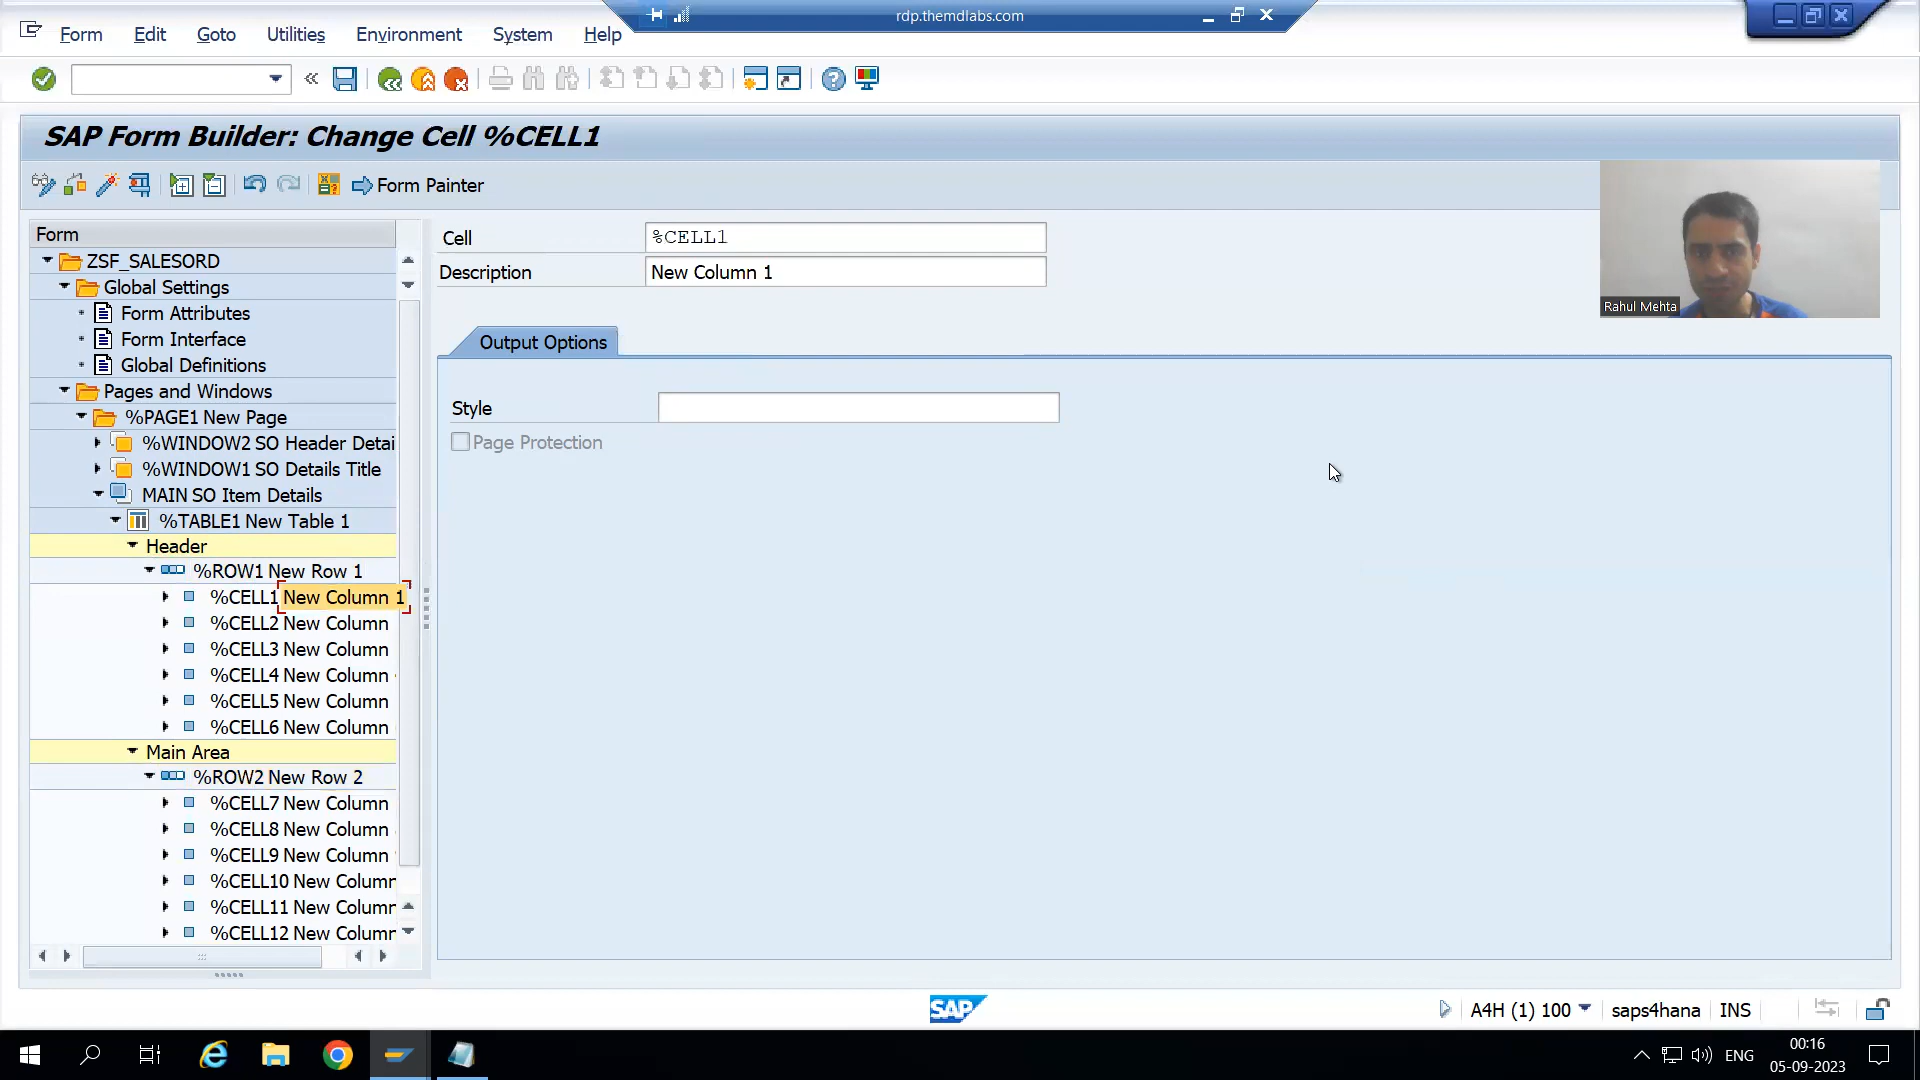 rdp.themdlabs.com
Form Edit Goto Utilities Environment System Help
SAP Form Builder: Change Cell %CELL1
Form Painter
Form
ZSF_SALESORD
Global Settings
Form Attributes
Form Interface
Global Definitions
Pages and Windows
%PAGE1 New Page
%WINDOW2 SO Header Detai
%WINDOW1 SO Details Title
MAIN SO Item Details
%TABLE1 New Table 1
Header
%ROW1 New Row 1
%CELL1 New Column 1
%CELL2 New Column
%CELL3 New Column
%CELL4 New Column
%CELL5 New Column
%CELL6 New Column
Main Area
%ROW2 New Row 2
%CELL7 New Column
%CELL8 New Column
%CELL9 New Column
%CELL10 New Column
%CELL11 New Column
%CELL12 New Column
Cell %CELL1
Description New Column 1
Output Options
Style
Page Protection
Rahul Mehta
SAP
A4H (1) 100 saps4hana INS
ENG
00:16
05-09-2023